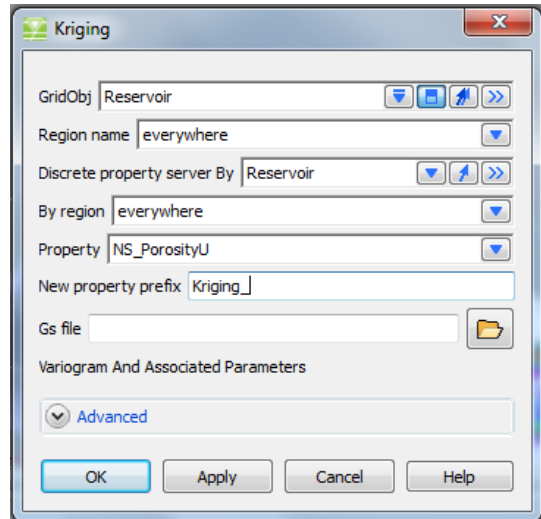 Kriging
GridObj Reservoir
Region name everywhere
Discrete property server By Reservoir
By region everywhere
Property NS_PorosityU
New property prefix Kriging_
Gs file
Variogram And Associated Parameters
Advanced
OK Apply Cancel Help